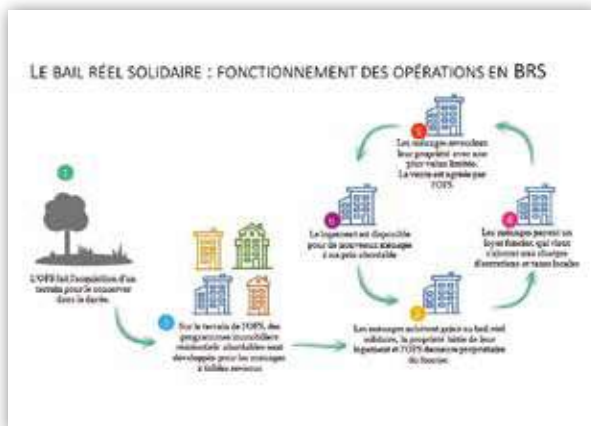 LE BAIL RÉEL SOLIDAIRE : FONCTIONNEMENT DES OPÉRATIONS EN BRS
1
L'OFS fait l'acquisition d'un
terrain pour le conserver
dans la durée.
2
Sur le terrain de l'OFS, des
programmes immobiliers
résidentiels abordables sont
développés pour les ménages
à faibles revenus
3
Les ménages achètent grâce au bail réel
solidaire, la propriété bâtie de leur
logement et l'OFS demeure propriétaire
du foncier
4
Les ménages payent un
loyer foncier, qui vient
s'ajouter aux charges
d'entretiens et taxes locales
5
Les ménages revendent
leur propriété avec une
plus value limitée.
La vente est agréée par
l'OFS
6
Le logement est disponible
pour de nouveaux ménages
à un prix abordable